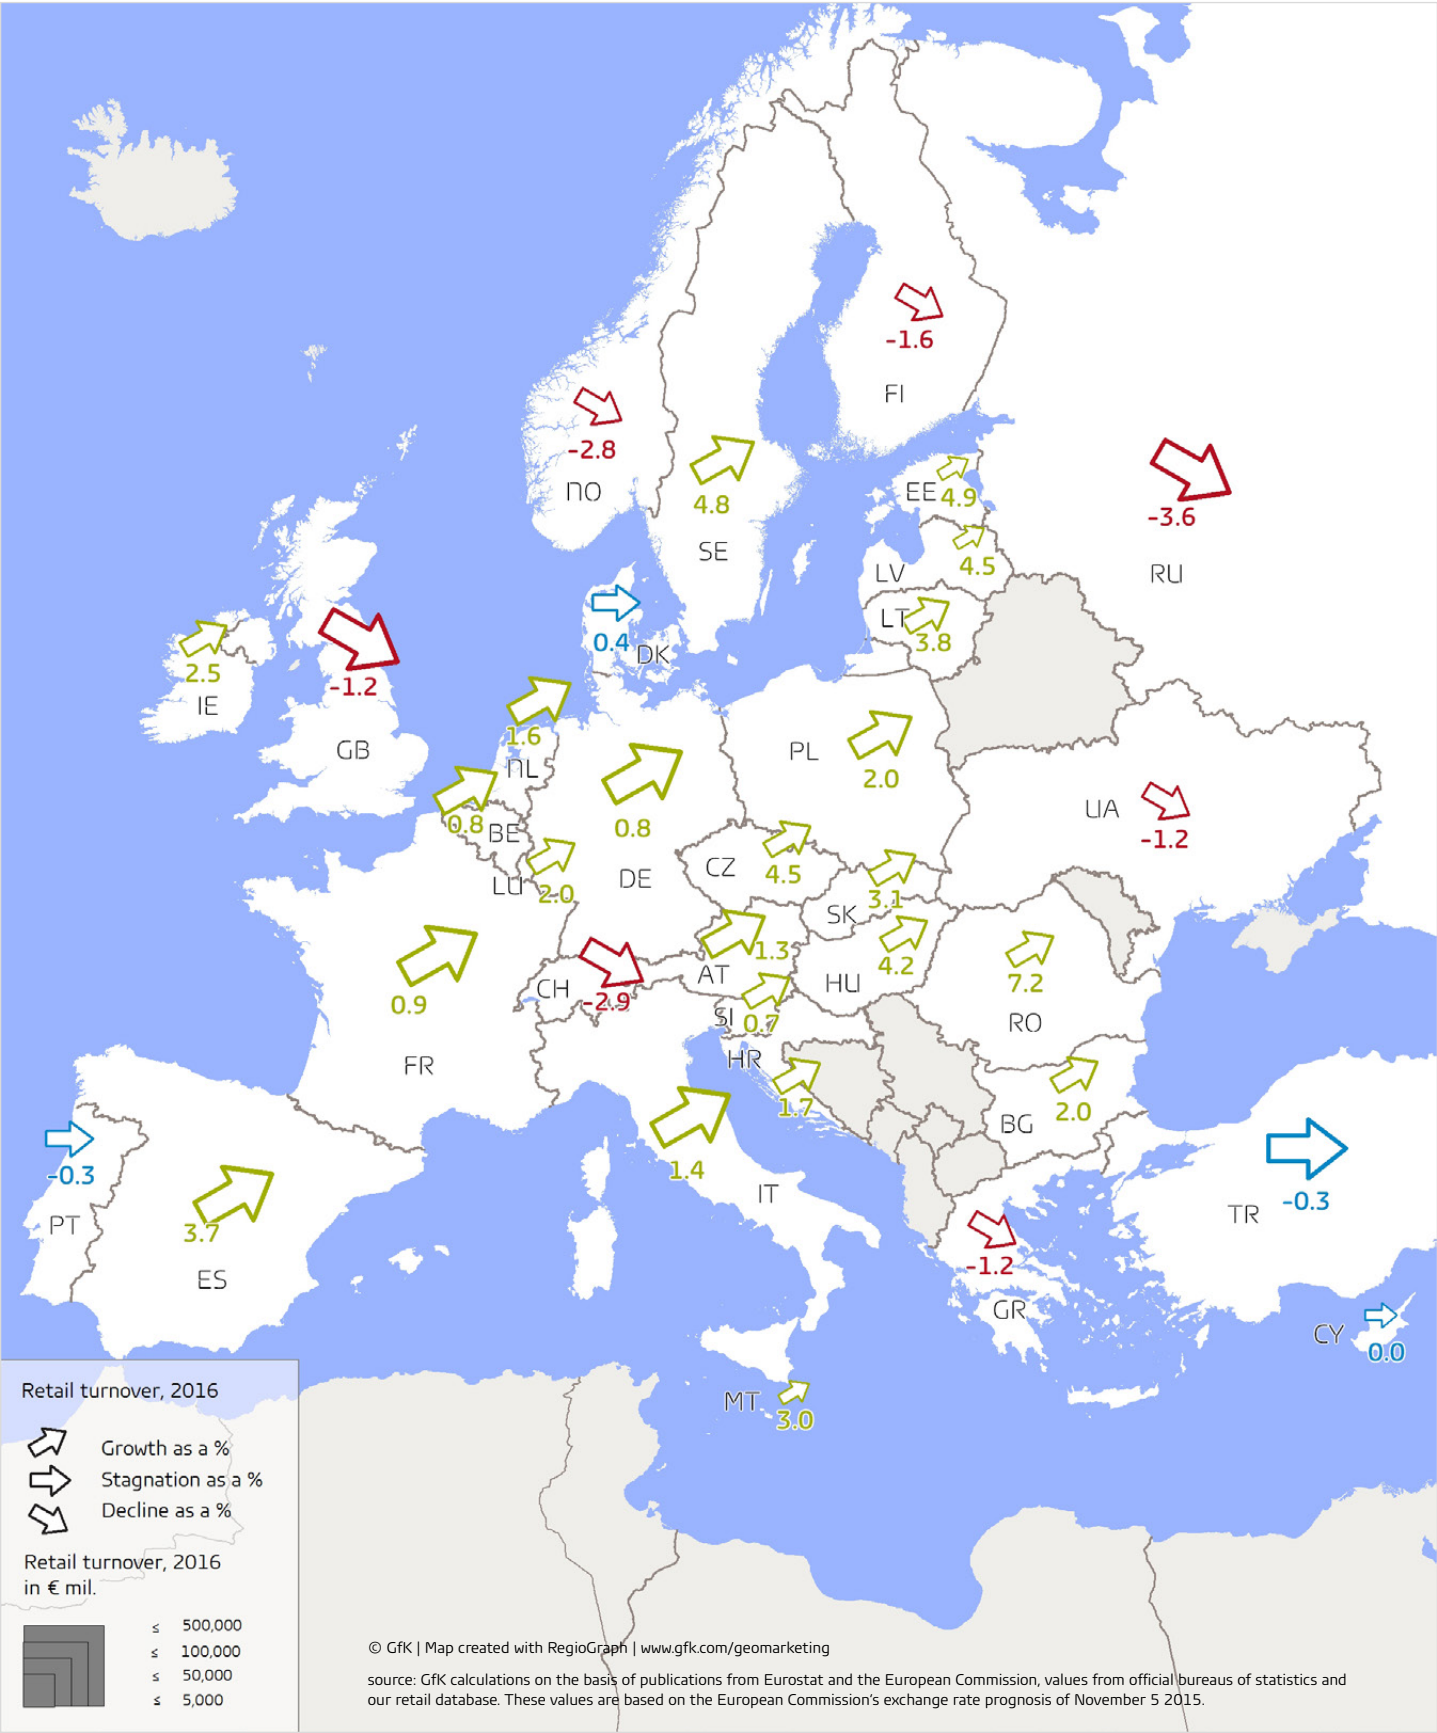 -1.6
FI
-2.8
NO
4.8
SE
EE
4.9
-3.6
RU
4.5
LV
LT
3.8
0.4
DK
2.5
IE
-1.2
GB
1.6
NL
0.8
BE
LU
2.0
0.8
DE
PL
2.0
UA
-1.2
CZ
4.5
3.1
SK
1.3
AT
4.2
HU
7.2
RO
CH
-2.9
0.9
FR
SI
0.7
HR
1.7
2.0
BG
-0.3
PT
3.7
ES
1.4
IT
-0.3
TR
-1.2
GR
CY
0.0
MT
3.0
Retail turnover, 2016
Growth as a %
Stagnation as a %
Decline as a %
Retail turnover, 2016
in € mil.
≤ 500,000
≤ 100,000
≤ 50,000
≤ 5,000
© GfK | Map created with RegioGraph | www.gfk.com/geomarketing
source: GfK calculations on the basis of publications from Eurostat and the European Commission, values from official bureaus of statistics and
our retail database. These values are based on the European Commission's exchange rate prognosis of November 5 2015.